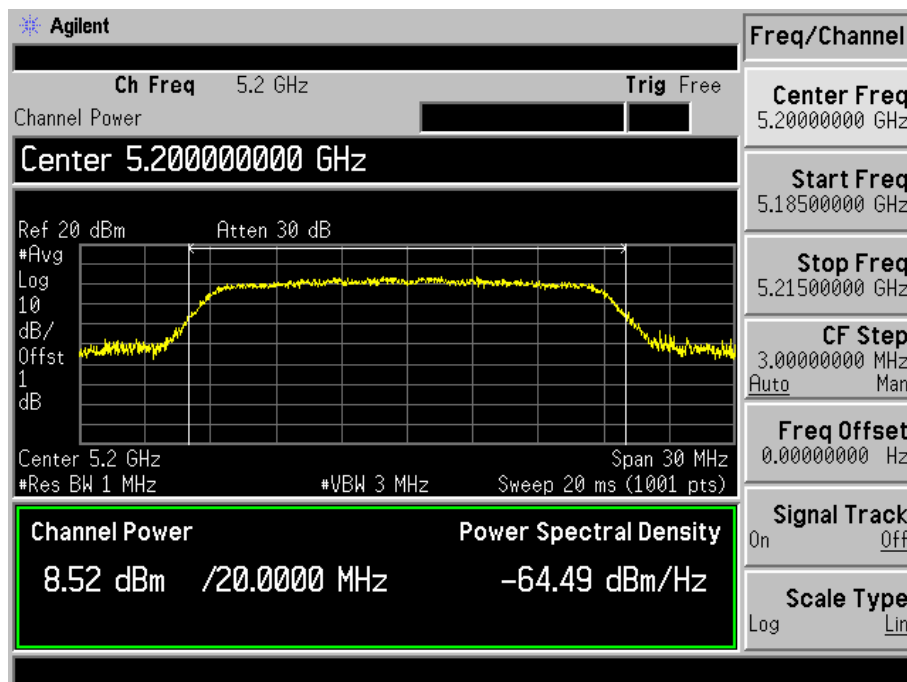 Agilent
Ch Freq 5.2 GHz Trig Free
Channel Power
Center 5.200000000 GHz
Ref 20 dBm Atten 30 dB
#Avg
Log
10
dB/
Offst
1
dB
Center 5.2 GHz Span 30 MHz
#Res BW 1 MHz #VBW 3 MHz Sweep 20 ms (1001 pts)
Channel Power Power Spectral Density
8.52 dBm /20.0000 MHz -64.49 dBm/Hz
Freq/Channel
Center Freq
5.20000000 GHz
Start Freq
5.18500000 GHz
Stop Freq
5.21500000 GHz
CF Step
3.00000000 MHz
Auto Man
Freq Offset
0.00000000 Hz
Signal Track
On Off
Scale Type
Log Lin